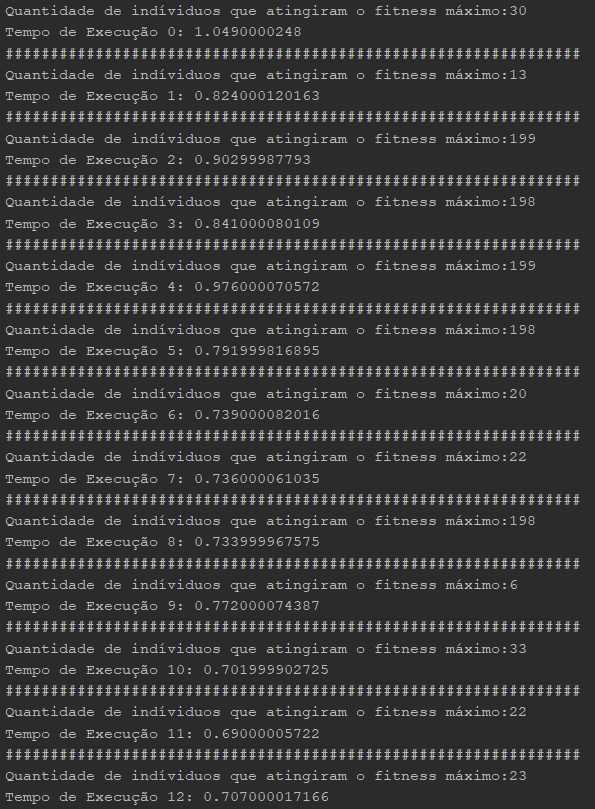 Quantidade de indíviduos que atingiram o fitness máximo:30
Tempo de Execução 0: 1.0490000248
################################################################
Quantidade de indíviduos que atingiram o fitness máximo:13
Tempo de Execução 1: 0.824000120163
################################################################
Quantidade de indíviduos que atingiram o fitness máximo:199
Tempo de Execução 2: 0.90299987793
################################################################
Quantidade de indíviduos que atingiram o fitness máximo:198
Tempo de Execução 3: 0.841000080109
################################################################
Quantidade de indíviduos que atingiram o fitness máximo:199
Tempo de Execução 4: 0.976000070572
################################################################
Quantidade de indíviduos que atingiram o fitness máximo:198
Tempo de Execução 5: 0.791999816895
################################################################
Quantidade de indíviduos que atingiram o fitness máximo:20
Tempo de Execução 6: 0.739000082016
################################################################
Quantidade de indíviduos que atingiram o fitness máximo:22
Tempo de Execução 7: 0.736000061035
################################################################
Quantidade de indíviduos que atingiram o fitness máximo:198
Tempo de Execução 8: 0.733999967575
################################################################
Quantidade de indíviduos que atingiram o fitness máximo:6
Tempo de Execução 9: 0.772000074387
################################################################
Quantidade de indíviduos que atingiram o fitness máximo:33
Tempo de Execução 10: 0.701999902725
################################################################
Quantidade de indíviduos que atingiram o fitness máximo:22
Tempo de Execução 11: 0.69000005722
################################################################
Quantidade de indíviduos que atingiram o fitness máximo:23
Tempo de Execução 12: 0.707000017166